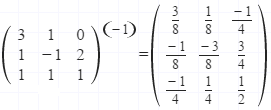 ( 3 1 0 ; 1 −1 2 ; 1 1 1 )^(−1) = ( 3/8 1/8 −1/4 ; −1/8 −3/8 3/4 ; −1/4 1/4 1/2 )